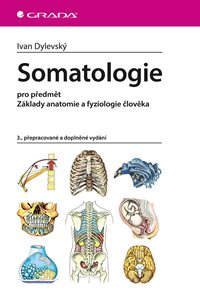 GRADA
Ivan Dylevský
Somatologie
pro předmět
Základy anatomie a fyziologie člověka
3., přepracované a doplněné vydání